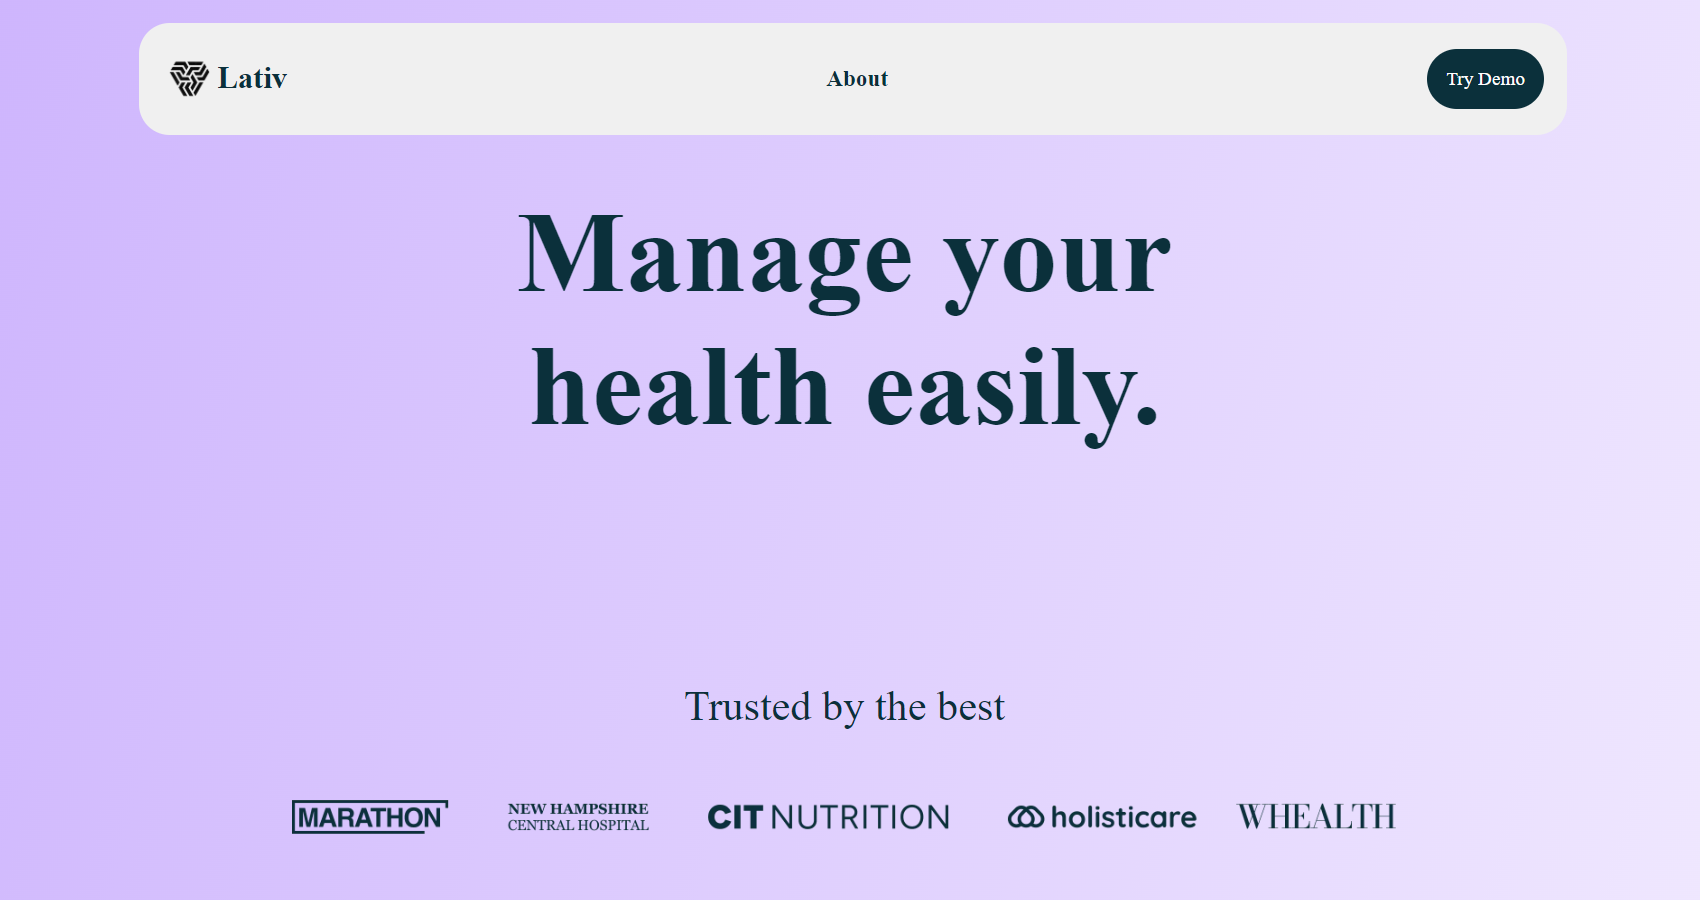 Lativ
About
Try Demo
Manage your
health easily.
Trusted by the best
MARATHON
NEW HAMPSHIRE
CENTRAL HOSPITAL
CIT NUTRITION
holisticare
WHEALTH